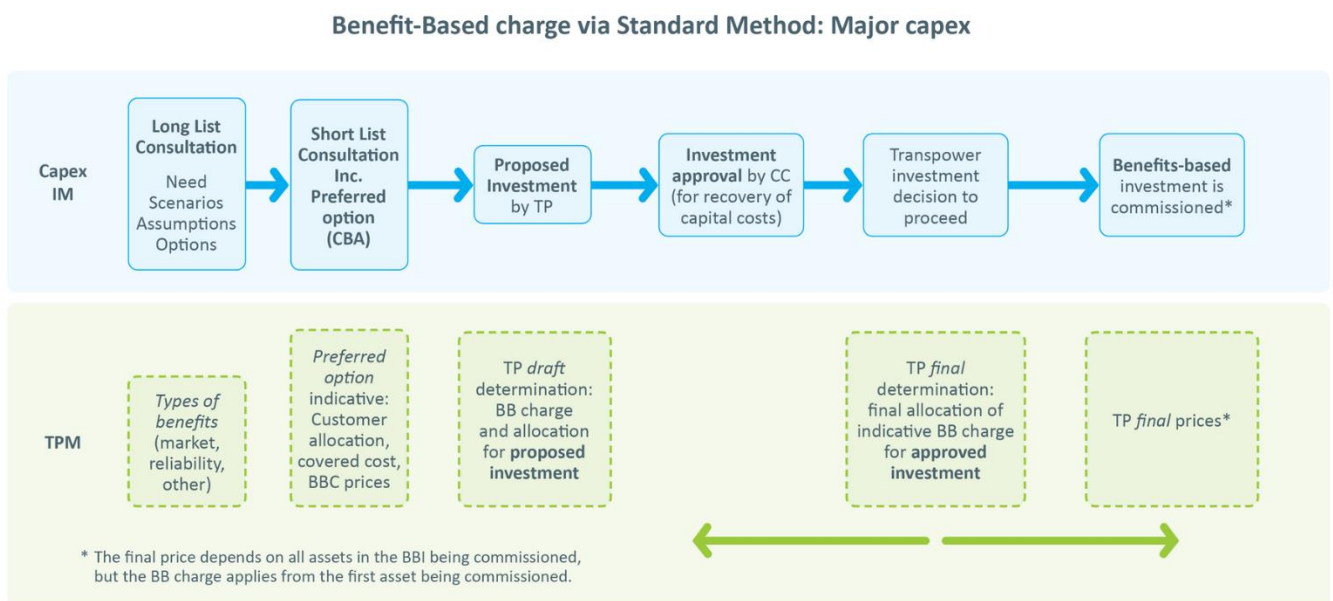 Benefit-Based charge via Standard Method: Major capex
Capex
IM
Long List
Consultation
Need
Scenarios
Assumptions
Options
Short List
Consultation
Inc.
Preferred
option
(CBA)
Proposed
Investment
by TP
Investment
approval by CC
(for recovery of
capital costs)
Transpower
investment
decision to
proceed
Benefits-based
investment is
commissioned*
TPM
Types of
benefits
(market,
reliability,
other)
Preferred
option
indicative:
Customer
allocation,
covered cost,
BBC prices
TP draft
determination:
BB charge
and allocation
for proposed
investment
TP final
determination:
final allocation of
indicative BB charge
for approved
investment
TP final prices*
* The final price depends on all assets in the BBI being commissioned,
but the BB charge applies from the first asset being commissioned.